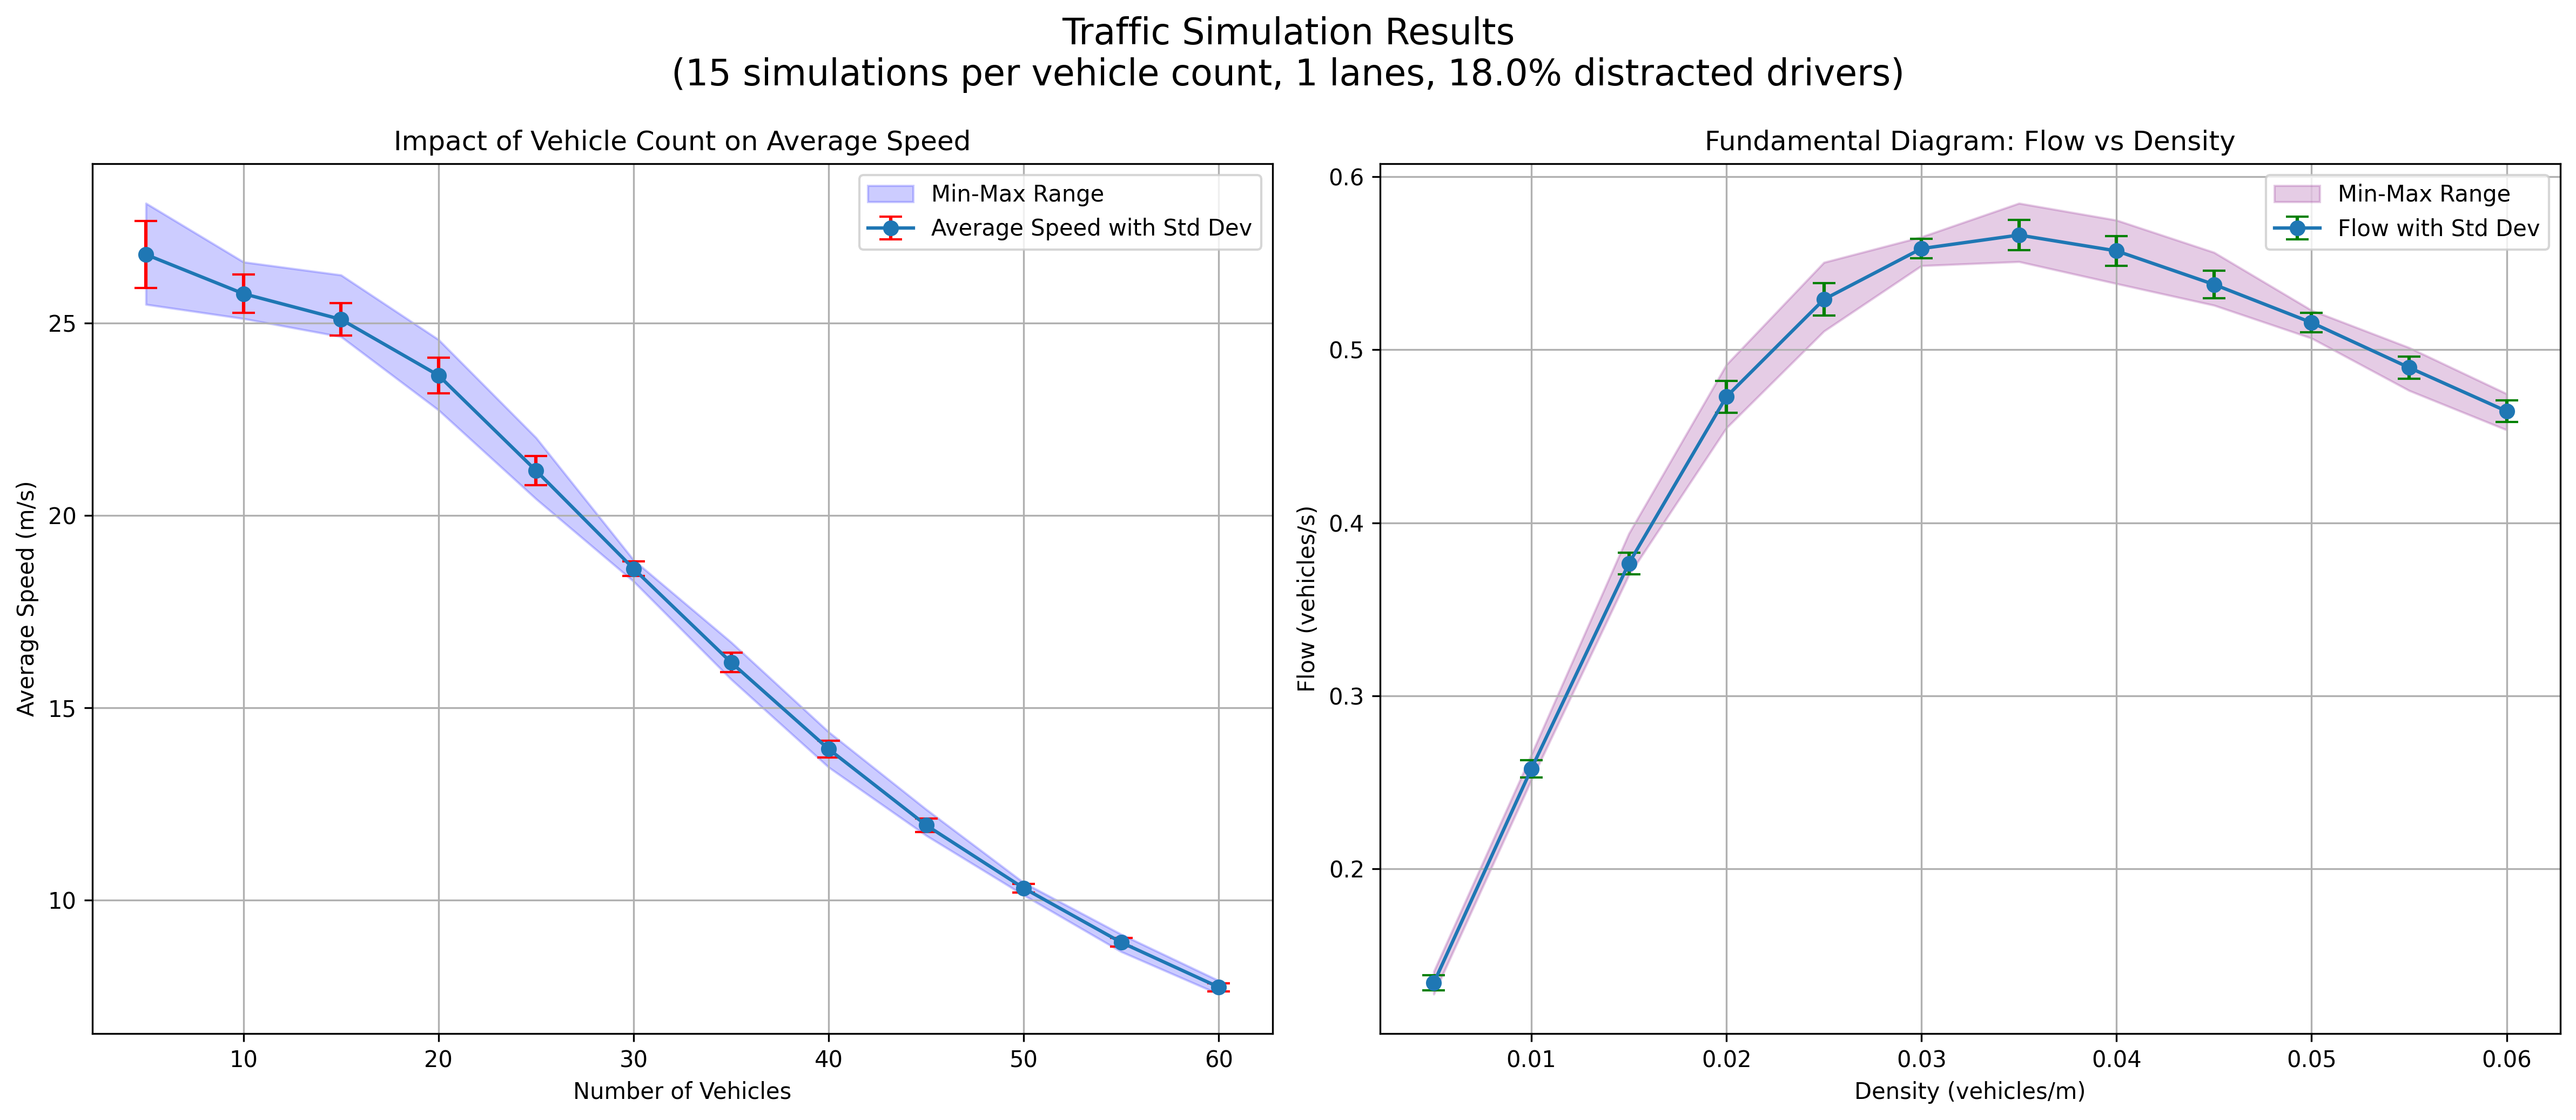 Traffic Simulation Results
(15 simulations per vehicle count, 1 lanes, 18.0% distracted drivers)
Impact of Vehicle Count on Average Speed
Min-Max Range
Average Speed with Std Dev
25
20
15
10
Average Speed (m/s)
10 20 30 40 50 60
Number of Vehicles
Fundamental Diagram: Flow vs Density
Min-Max Range
Flow with Std Dev
0.6
0.5
0.4
0.3
0.2
Flow (vehicles/s)
0.01 0.02 0.03 0.04 0.05 0.06
Density (vehicles/m)